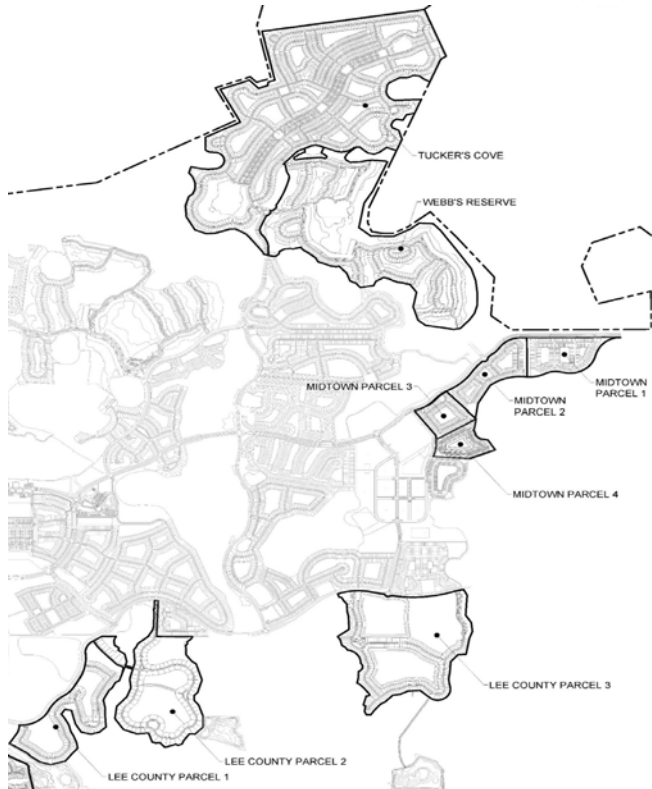 TUCKER'S COVE
WEBB'S RESERVE
MIDTOWN PARCEL 3
MIDTOWN
PARCEL 1
MIDTOWN
PARCEL 2
MIDTOWN PARCEL 4
LEE COUNTY PARCEL 3
LEE COUNTY PARCEL 2
LEE COUNTY PARCEL 1